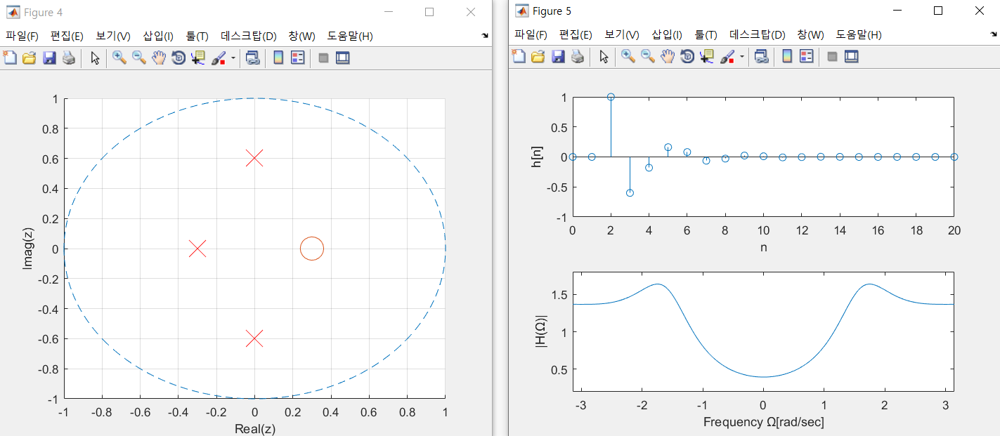 Figure 4
파일(F) 편집(E) 보기(V) 삽입(I) 툴(T) 데스크탑(D) 창(W) 도움말(H)
1
0.8
0.6
0.4
0.2
0
-0.2
-0.4
-0.6
-0.8
-1
Imag(z)
-1 -0.8 -0.6 -0.4 -0.2 0 0.2 0.4 0.6 0.8 1
Real(z)
Figure 5
파일(F) 편집(E) 보기(V) 삽입(I) 툴(T) 데스크탑(D) 창(W) 도움말(H)
1
0.5
0
-0.5
-1
h[n]
0 2 4 6 8 10 12 14 16 18 20
n
1.5
1
0.5
|H(Ω)|
-3 -2 -1 0 1 2 3
Frequency Ω[rad/sec]